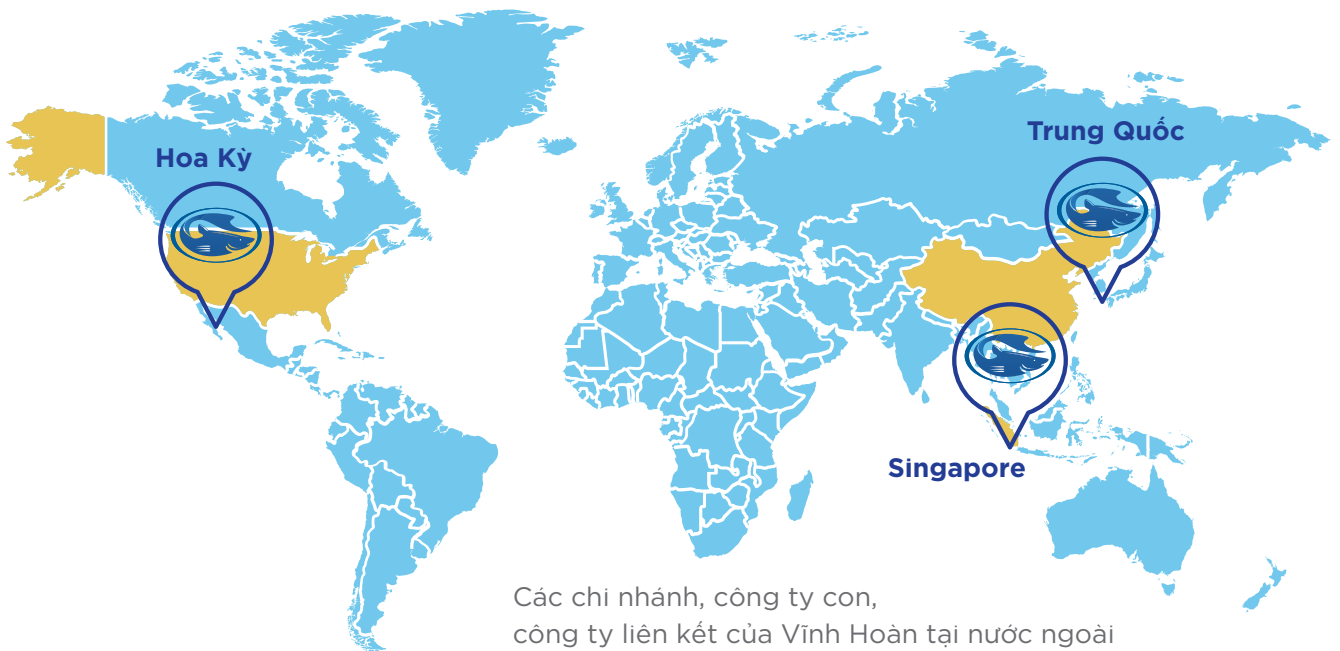 Trung Quốc
Hoa Kỳ
Singapore
Các chi nhánh, công ty con,
công ty liên kết của Vĩnh Hoàn tại nước ngoài